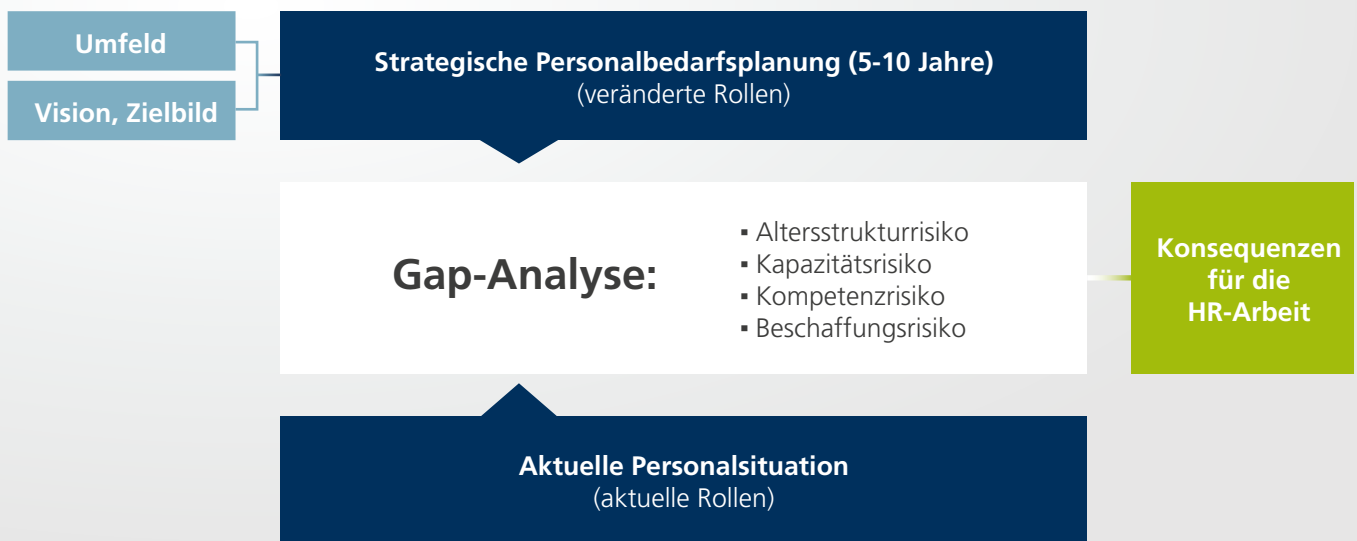 Umfeld
Vision, Zielbild
Strategische Personalbedarfsplanung (5-10 Jahre)
(veränderte Rollen)
Gap-Analyse:
▪ Altersstrukturrisiko
▪ Kapazitätsrisiko
▪ Kompetenzrisiko
▪ Beschaffungsrisiko
Konsequenzen
für die
HR-Arbeit
Aktuelle Personalsituation
(aktuelle Rollen)